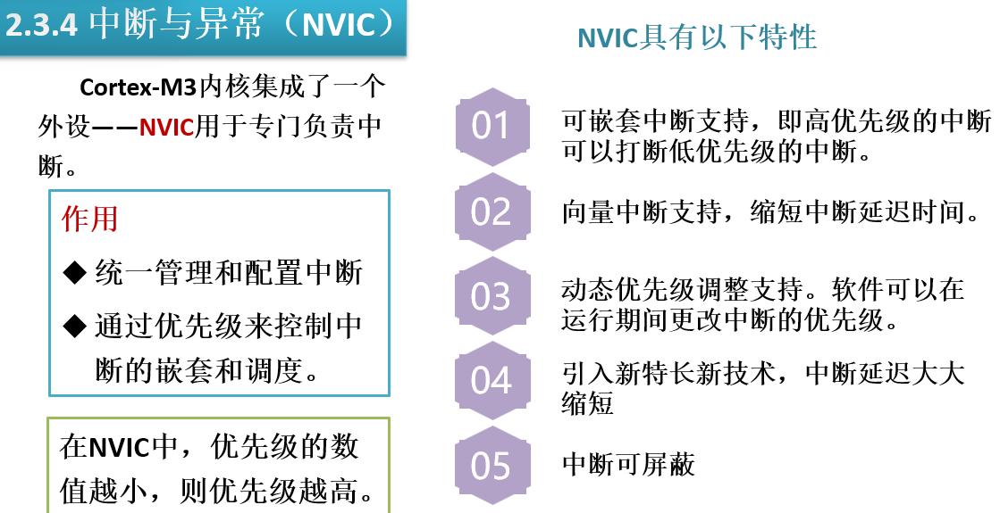 2.3.4 中断与异常（NVIC）
Cortex-M3内核集成了一个
外设——NVIC用于专门负责中
断。
作用
◆ 统一管理和配置中断
◆ 通过优先级来控制中
断的嵌套和调度。
在NVIC中，优先级的数
值越小，则优先级越高。
NVIC具有以下特性
01
可嵌套中断支持，即高优先级的中断
可以打断低优先级的中断。
02
向量中断支持，缩短中断延迟时间。
03
动态优先级调整支持。软件可以在
运行期间更改中断的优先级。
04
引入新特长新技术，中断延迟大大
缩短
05
中断可屏蔽